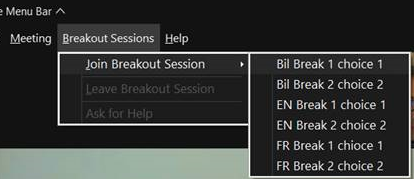 e Menu Bar
Meeting Breakout Sessions Help
Join Breakout Session
Leave Breakout Session
Ask for Help
Bil Break 1 choice 1
Bil Break 2 choice 2
EN Break 1 choice 1
EN Break 2 choice 2
FR Break 1 choice 1
FR Break 2 choice 2